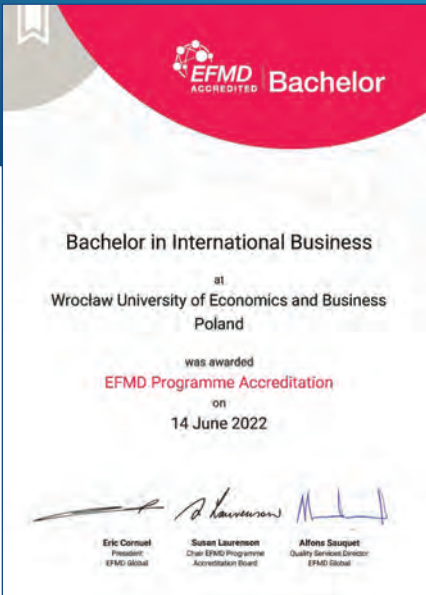 EFMD
ACCREDITED
Bachelor
Bachelor in International Business
at
Wrocław University of Economics and Business
Poland
was awarded
EFMD Programme Accreditation
on
14 June 2022
Eric Cornuel
President
EFMD Global
Susan Laurenson
Chair EFMD Programme
Accreditation Board
Alfons Sauquet
Quality Services Director
EFMD Global